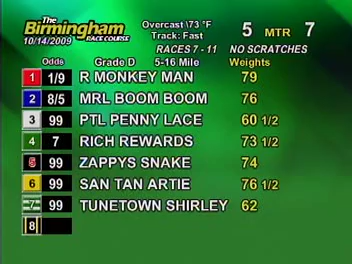 The Birmingham RACE COURSE
10/14/2009
Overcast \73 °F
Track: Fast
5 MTR 7
RACES 7 - 11 NO SCRATCHES
Odds Grade D 5-16 Mile Weights
1 1/9 R MONKEY MAN 79
2 8/5 MRL BOOM BOOM 76
3 99 PTL PENNY LACE 60 1/2
4 7 RICH REWARDS 73 1/2
5 99 ZAPPYS SNAKE 74
6 99 SAN TAN ARTIE 76 1/2
7 99 TUNETOWN SHIRLEY 62
8